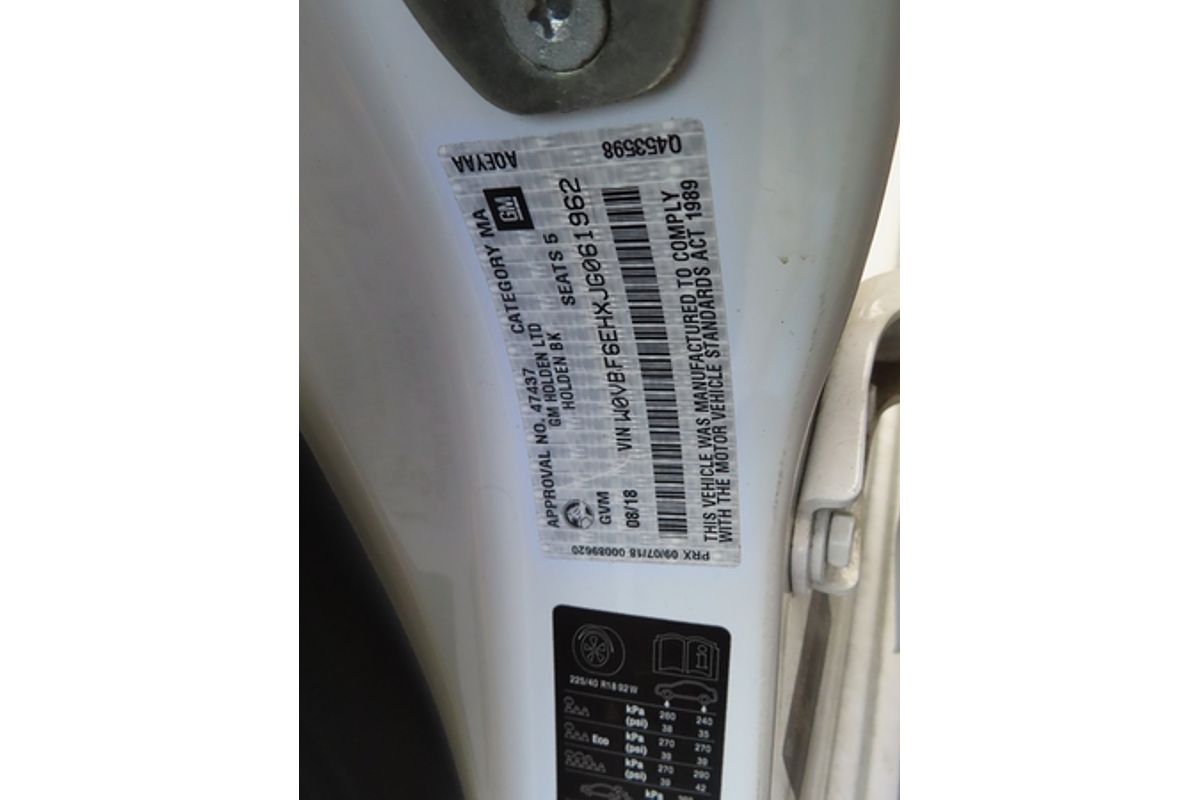 AQEYAA
Q4533598
APPROVAL NO. 47437 CATEGORY MA
GM HOLDEN LTD
GM
HOLDEN BK
SEATS 5
GVM
VIN W0VBF6EHXJG061962
08/18
THIS VEHICLE WAS MANUFACTURED TO COMPLY
WITH THE MOTOR VEHICLE STANDARDS ACT 1989
PRX 09/07/18 00089620
i
225/40 R18 92W
kPa 260 240
(psi) 38 35
Eco kPa 270 270
(psi) 39 39
kPa 270 290
(psi) 39 42
kPa